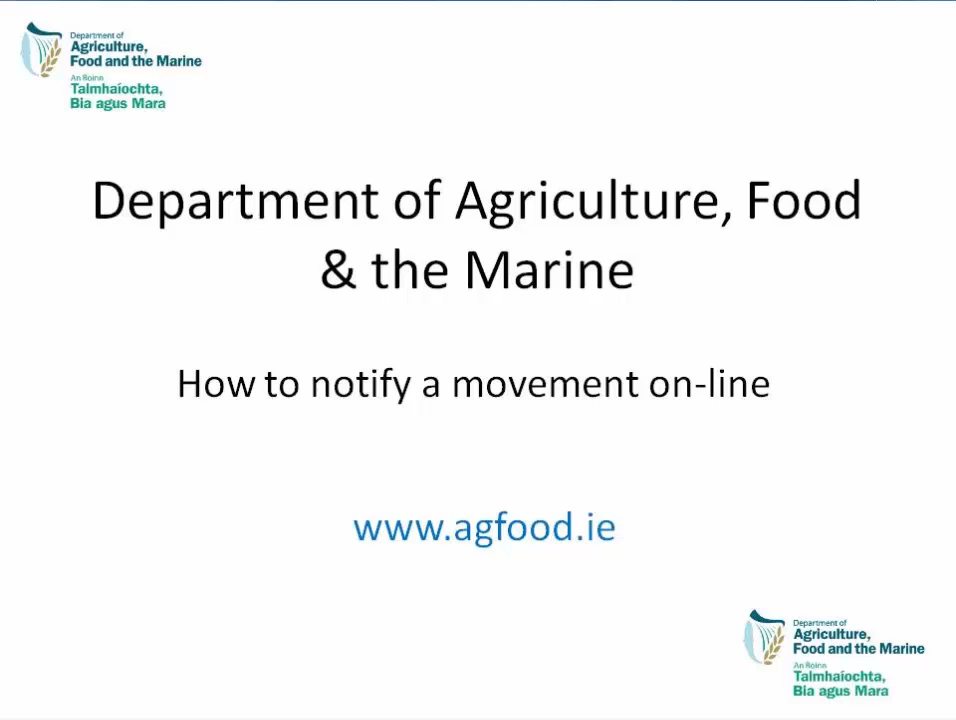 Department of
Agriculture,
Food and the Marine
An Roinn
Talmhaíochta,
Bia agus Mara
Department of Agriculture, Food
& the Marine
How to notify a movement on-line
www.agfood.ie
Department of
Agriculture,
Food and the Marine
An Roinn
Talmhaíochta,
Bia agus Mara